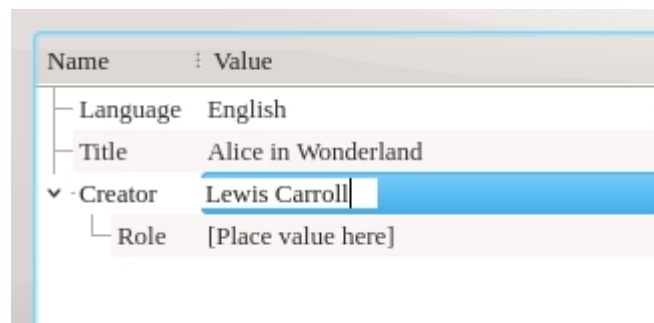 Name Value
Language English
Title Alice in Wonderland
Creator Lewis Carroll
Role [Place value here]